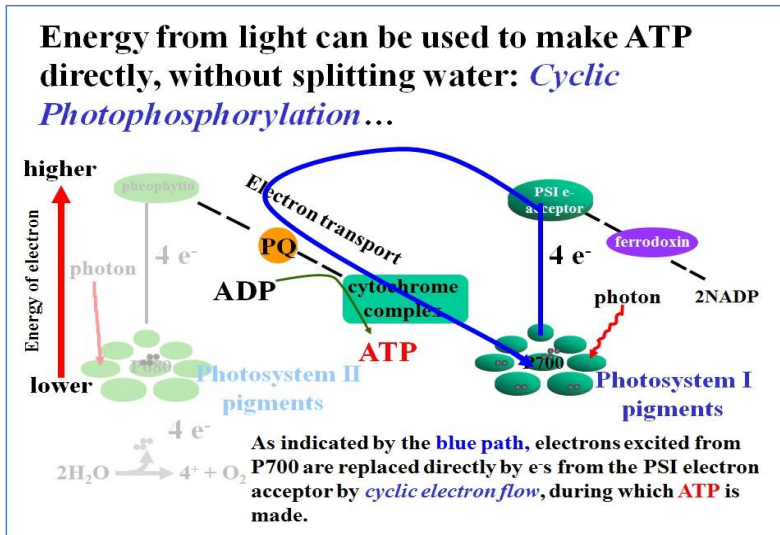 Energy from light can be used to make ATP
directly, without splitting water: Cyclic
Photophosphorylation…
higher
Energy of electron
lower
pheophytin
4 e-
photon
P680
Photosystem II
pigments
4 e-
2H₂O
4⁺ + O₂
Electron transport
PQ
ADP
cytochrome
complex
ATP
PSI e-
acceptor
4 e-
ferrodoxin
2NADP
photon
P700
Photosystem I
pigments
As indicated by the blue path, electrons excited from
P700 are replaced directly by e-s from the PSI electron
acceptor by cyclic electron flow, during which ATP is
made.